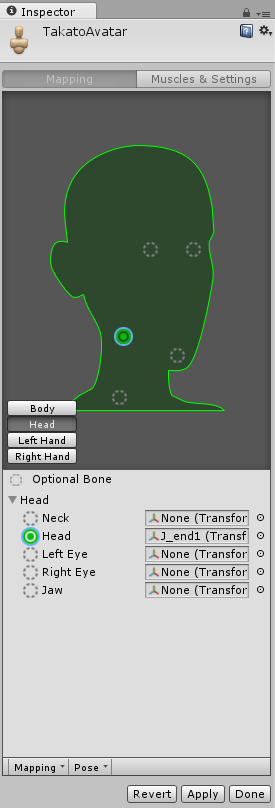 Inspector
TakatoAvatar
Mapping Muscles & Settings
Body
Head
Left Hand
Right Hand
Optional Bone
Head
Neck None (Transfor
Head J_end1 (Transf
Left Eye None (Transfor
Right Eye None (Transfor
Jaw None (Transfor
Mapping Pose
Revert Apply Done